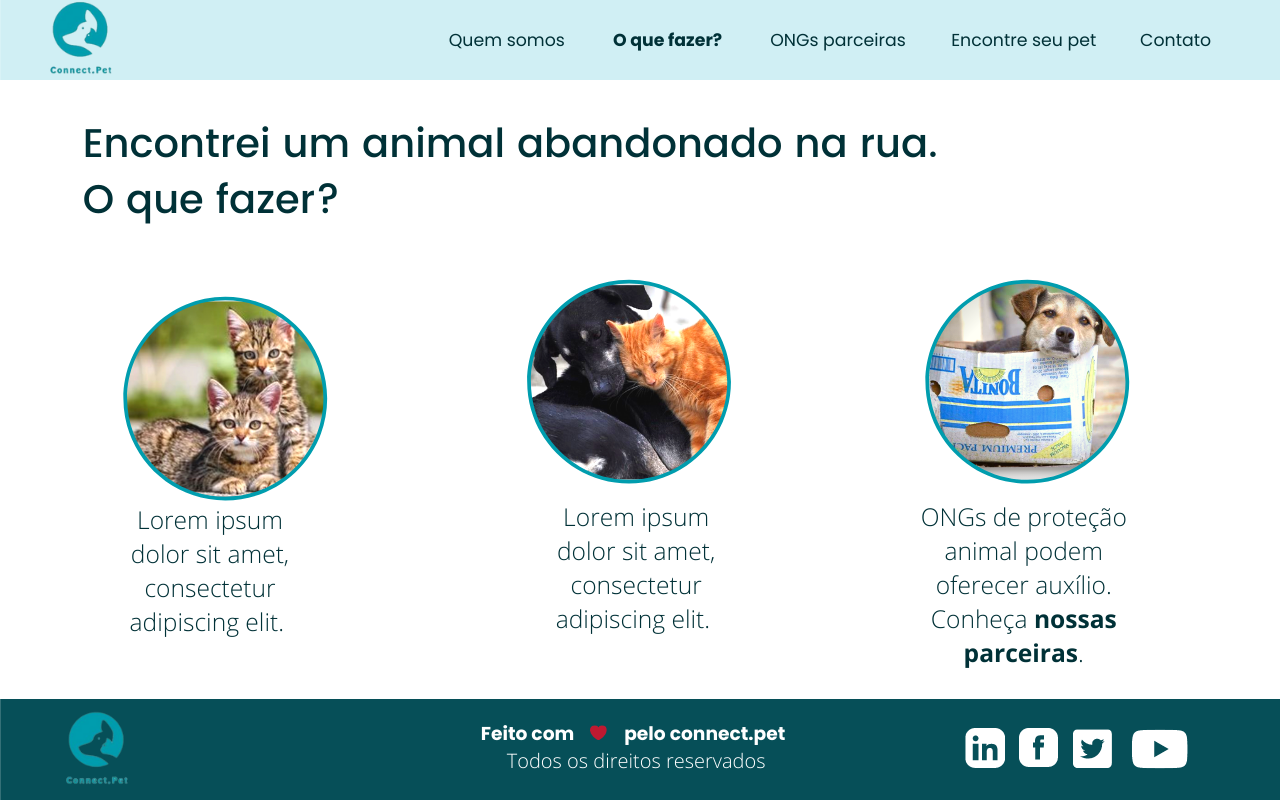 Connect.Pet
Quem somos
O que fazer?
ONGs parceiras
Encontre seu pet
Contato
Encontrei um animal abandonado na rua.
O que fazer?
BONITA
PREMIUM PAC
Lorem ipsum
dolor sit amet,
consectetur
adipiscing elit.
Lorem ipsum
dolor sit amet,
consectetur
adipiscing elit.
ONGs de proteção
animal podem
oferecer auxílio.
Conheça nossas
parceiras.
Connect.Pet
Feito com pelo connect.pet
Todos os direitos reservados
in
f